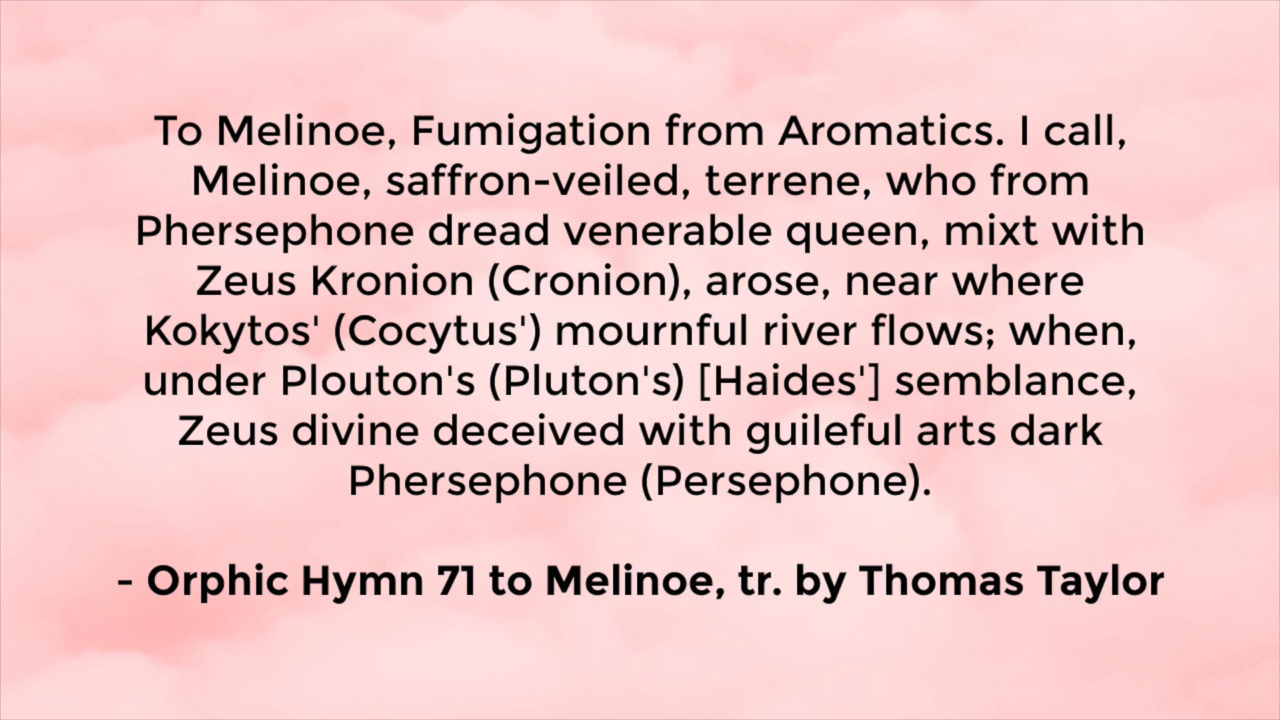 To Melinoe, Fumigation from Aromatics. I call,
Melinoe, saffron-veiled, terrene, who from
Phersephone dread venerable queen, mixt with
Zeus Kronion (Cronion), arose, near where
Kokytos' (Cocytus') mournful river flows; when,
under Plouton's (Pluton's) [Haides'] semblance,
Zeus divine deceived with guileful arts dark
Phersephone (Persephone).
- Orphic Hymn 71 to Melinoe, tr. by Thomas Taylor